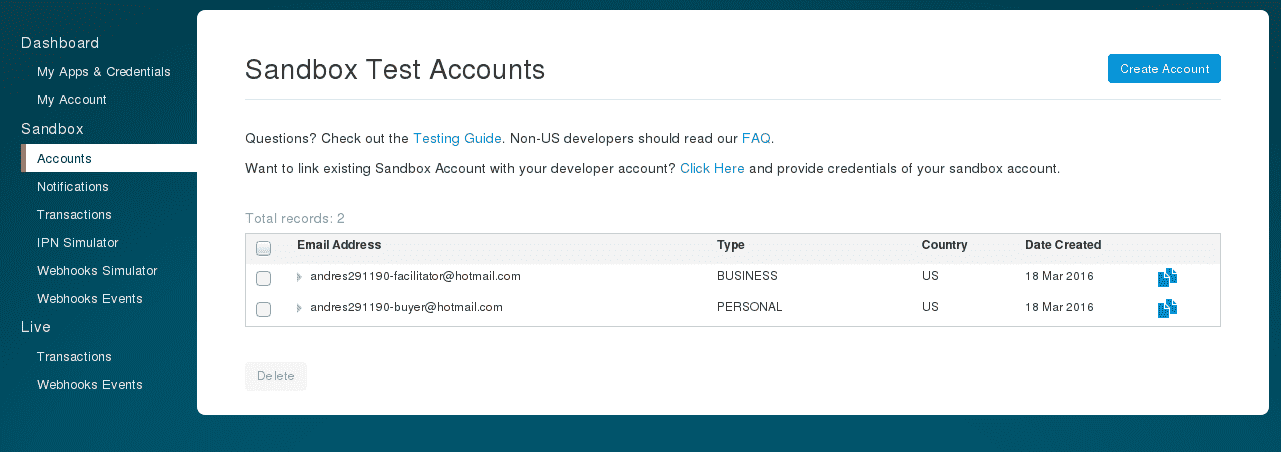 Dashboard
My Apps & Credentials
My Account
Sandbox
Accounts
Notifications
Transactions
IPN Simulator
Webhooks Simulator
Webhooks Events
Live
Transactions
Webhooks Events
Sandbox Test Accounts
Create Account
Questions? Check out the Testing Guide. Non-US developers should read our FAQ.
Want to link existing Sandbox Account with your developer account? Click Here and provide credentials of your sandbox account.
Total records: 2
Email Address Type Country Date Created
andres291190-facilitator@hotmail.com BUSINESS US 18 Mar 2016
andres291190-buyer@hotmail.com PERSONAL US 18 Mar 2016
Delete